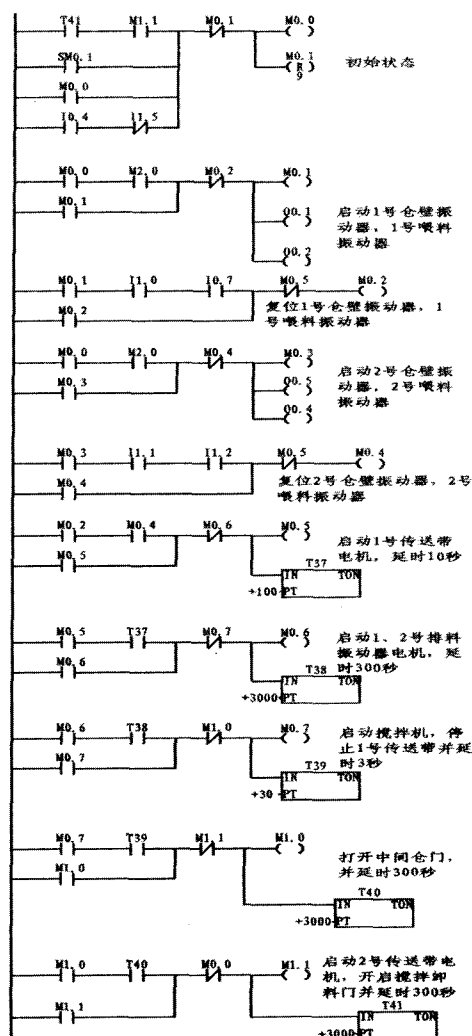 T41 M1.1 M0.1 M0.0
SM0.1 M0.1
R 初始状态
9
M0.0
I0.4 I1.5
M0.0 M2.0 M0.2 M0.1
M0.1
Q0.1 启动1号仓壁振
动器,1号喂料
振动器
Q0.2
M0.1 I1.0 I0.7 M0.5 M0.2
M0.2 复位1号仓壁振动器,1
号喂料振动器
M0.0 M2.0 M0.4 M0.3
启动2号仓壁振
M0.3 Q0.5 动器,2号喂料
Q0.4 振动器
M0.3 I1.1 I1.2 M0.5 M0.4
M0.4 复位2号仓壁振动器,2号
喂料振动器
M0.2 M0.4 M0.6 M0.5
启动1号传送带
M0.5 电机,延时10秒
T37
IN TON
+100 PT
M0.5 T37 M0.7 M0.6
启动1、2号排料
M0.6 振动器电机,延
T38 时300秒
IN TON
+3000 PT
M0.6 T38 M1.0 M0.7
启动搅拌机,停
M0.7 止1号传送带并延
T39 时3秒
IN TON
+30 PT
M0.7 T39 M1.1 M1.0
M1.0 打开中间仓门,
并延时300秒
T40
IN TON
+3000 PT
M1.0 T40 M0.0 M1.1 启动2号传送带电
机,开启搅拌卸
M1.1 料门并延时300秒
T41
IN TON
+3000 PT